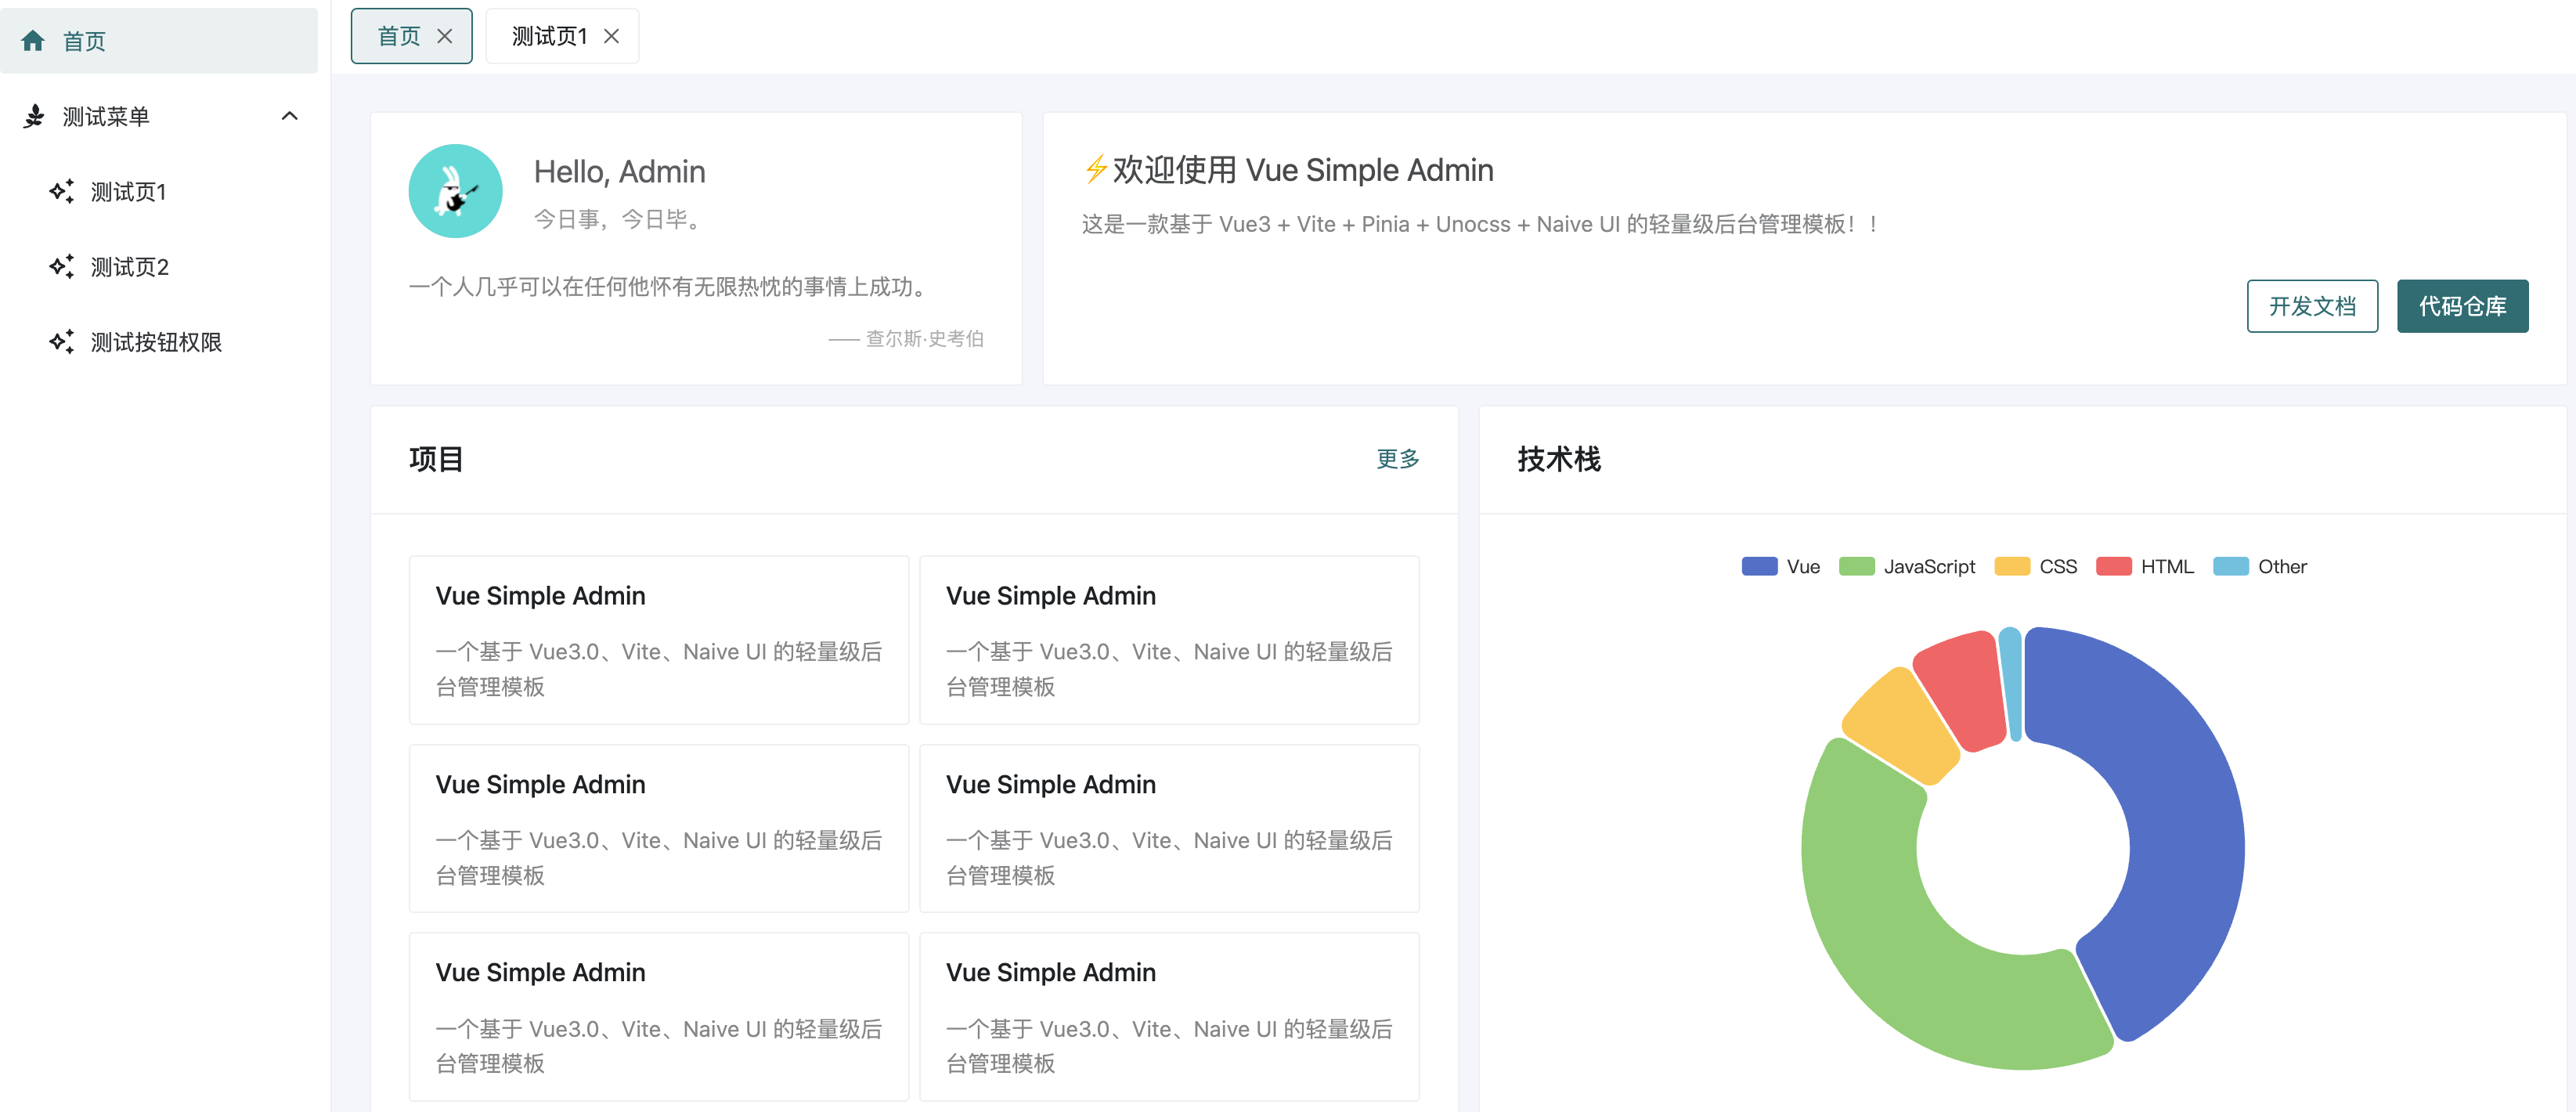 首页
测试菜单
测试页1
测试页2
测试按钮权限
首页
测试页1
Hello, Admin
今日事，今日毕。
一个人几乎可以在任何他怀有无限热忱的事情上成功。
—— 查尔斯·史考伯
⚡欢迎使用 Vue Simple Admin
这是一款基于 Vue3 + Vite + Pinia + Unocss + Naive UI 的轻量级后台管理模板！！
开发文档
代码仓库
项目
更多
Vue Simple Admin
一个基于 Vue3.0、Vite、Naive UI 的轻量级后
台管理模板
Vue Simple Admin
一个基于 Vue3.0、Vite、Naive UI 的轻量级后
台管理模板
Vue Simple Admin
一个基于 Vue3.0、Vite、Naive UI 的轻量级后
台管理模板
Vue Simple Admin
一个基于 Vue3.0、Vite、Naive UI 的轻量级后
台管理模板
Vue Simple Admin
一个基于 Vue3.0、Vite、Naive UI 的轻量级后
台管理模板
Vue Simple Admin
一个基于 Vue3.0、Vite、Naive UI 的轻量级后
台管理模板
技术栈
Vue
JavaScript
CSS
HTML
Other